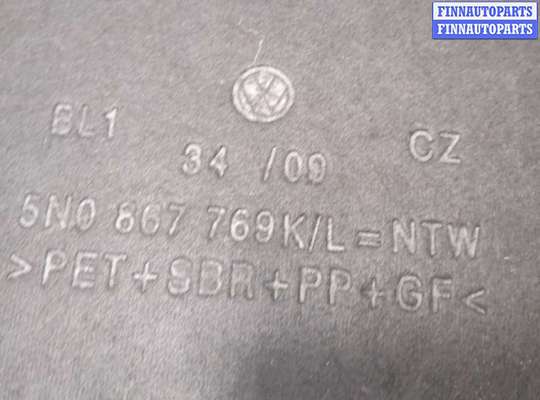 FINNAUTOPARTS
FINNAUTOPARTS
BL1
34 /09
CZ
5N0 867 769K/L=NTW
>PET+SBR+PP+GF<